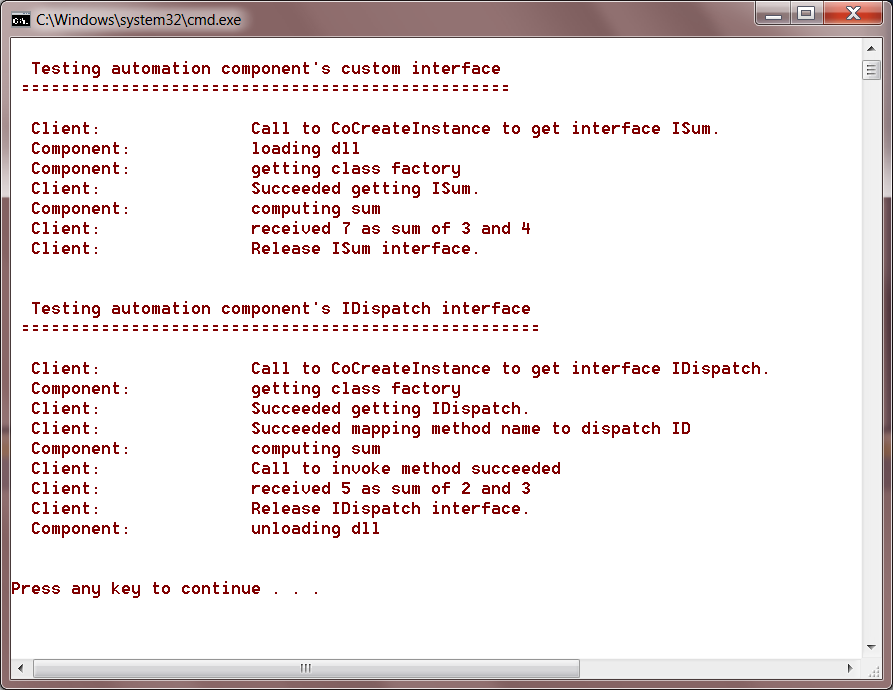 C:\Windows\system32\cmd.exe
Testing automation component's custom interface
-------------------------------------------------
Client: Call to CoCreateInstance to get interface ISum.
Component: loading dll
Component: getting class factory
Client: Succeeded getting ISum.
Component: computing sum
Client: received 7 as sum of 3 and 4
Client: Release ISum interface.
Testing automation component's IDispatch interface
----------------------------------------------------
Client: Call to CoCreateInstance to get interface IDispatch.
Component: getting class factory
Client: Succeeded getting IDispatch.
Client: Succeeded mapping method name to dispatch ID
Component: computing sum
Client: Call to invoke method succeeded
Client: received 5 as sum of 2 and 3
Client: Release IDispatch interface.
Component: unloading dll
Press any key to continue . . .